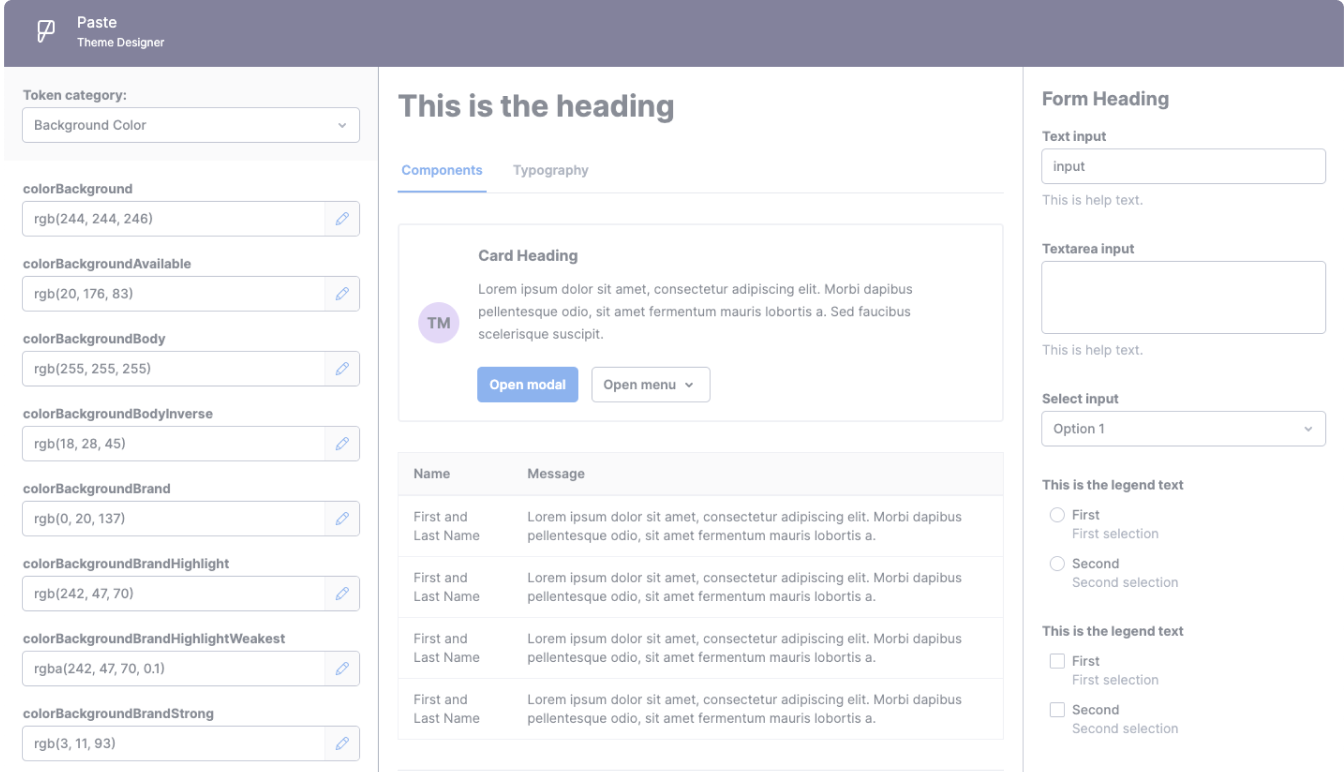 Paste
Theme Designer
Token category:
Background Color
colorBackground
rgb(244, 244, 246)
colorBackgroundAvailable
rgb(20, 176, 83)
colorBackgroundBody
rgb(255, 255, 255)
colorBackgroundBodyInverse
rgb(18, 28, 45)
colorBackgroundBrand
rgb(0, 20, 137)
colorBackgroundBrandHighlight
rgb(242, 47, 70)
colorBackgroundBrandHighlightWeakest
rgba(242, 47, 70, 0.1)
colorBackgroundBrandStrong
rgb(3, 11, 93)
This is the heading
Components Typography
Card Heading
Lorem ipsum dolor sit amet, consectetur adipiscing elit. Morbi dapibus
pellentesque odio, sit amet fermentum mauris lobortis a. Sed faucibus
scelerisque suscipit.
TM
Open modal Open menu
Name Message
First and Lorem ipsum dolor sit amet, consectetur adipiscing elit. Morbi dapibus
Last Name pellentesque odio, sit amet fermentum mauris lobortis a.
First and Lorem ipsum dolor sit amet, consectetur adipiscing elit. Morbi dapibus
Last Name pellentesque odio, sit amet fermentum mauris lobortis a.
First and Lorem ipsum dolor sit amet, consectetur adipiscing elit. Morbi dapibus
Last Name pellentesque odio, sit amet fermentum mauris lobortis a.
First and Lorem ipsum dolor sit amet, consectetur adipiscing elit. Morbi dapibus
Last Name pellentesque odio, sit amet fermentum mauris lobortis a.
Form Heading
Text input
input
This is help text.
Textarea input
This is help text.
Select input
Option 1
This is the legend text
First
First selection
Second
Second selection
This is the legend text
First
First selection
Second
Second selection